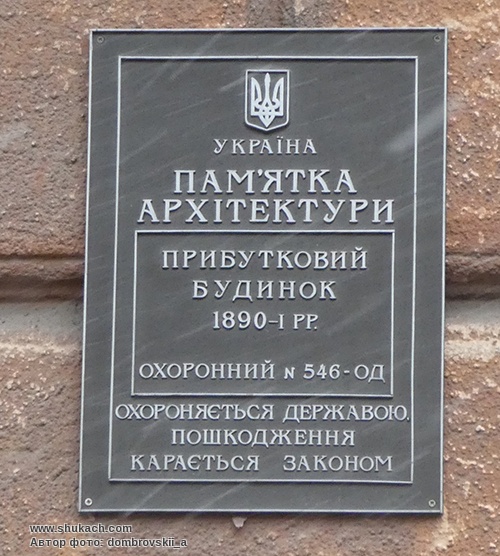 УКРАЇНА
ПАМ'ЯТКА
АРХІТЕКТУРИ
ПРИБУТКОВИЙ
БУДИНОК
1890-І РР.
ОХОРОННИЙ N 546-ОД
ОХОРОНЯЄТЬСЯ ДЕРЖАВОЮ,
ПОШКОДЖЕННЯ
КАРАЄТЬСЯ ЗАКОНОМ
www.shukach.com
Автор фото: dombrovskii_a